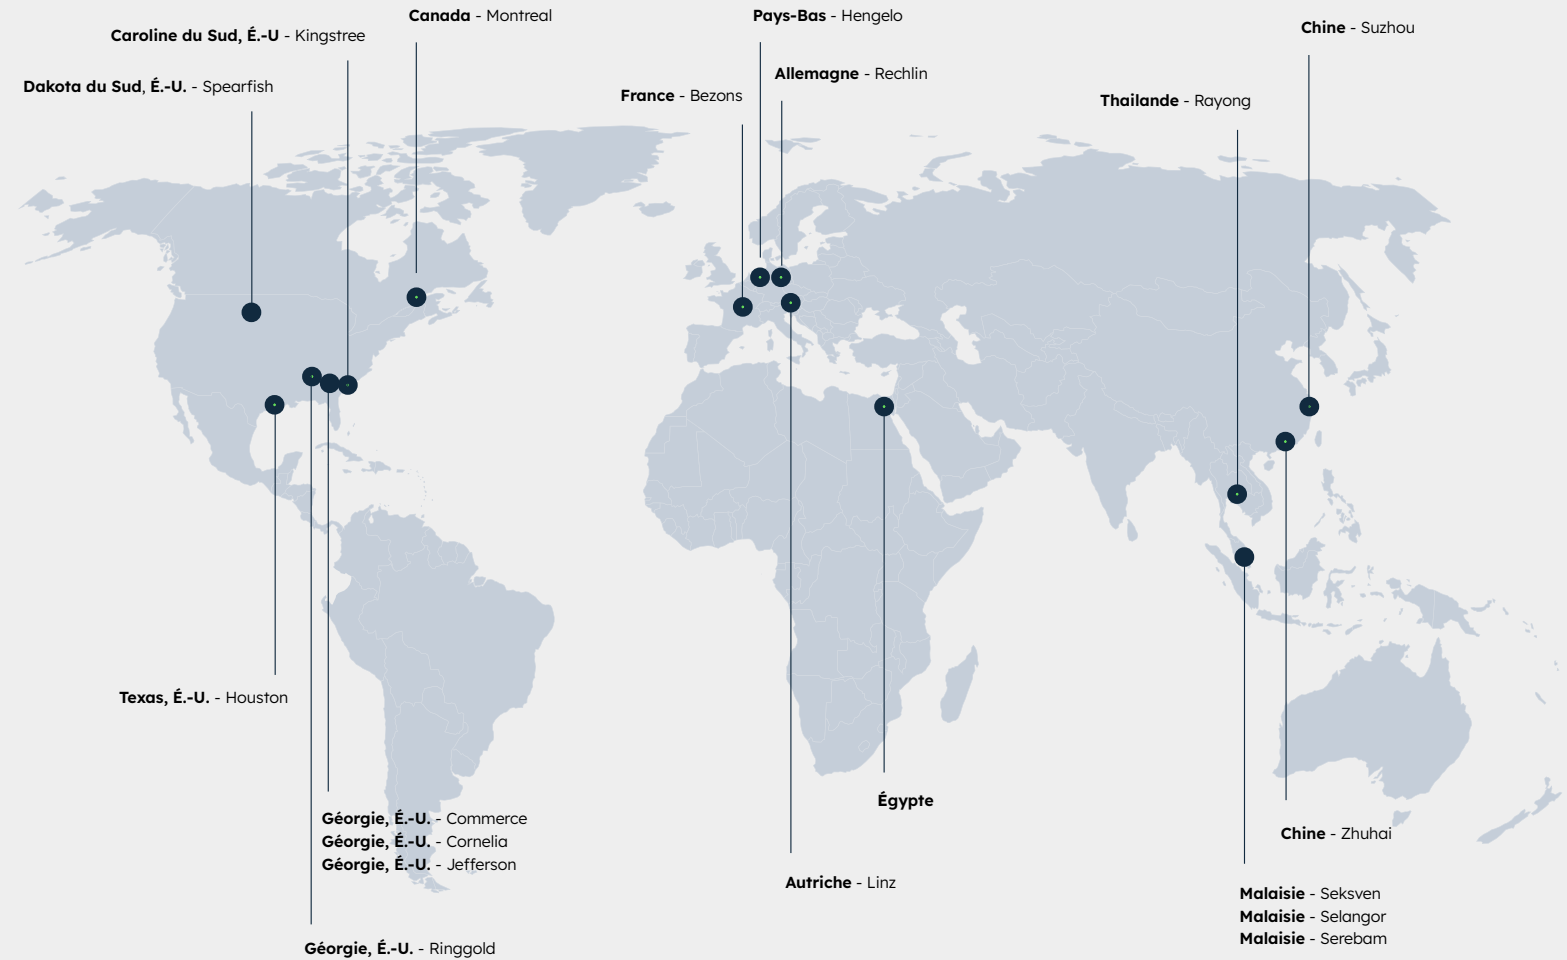 Canada - Montreal
Pays-Bas - Hengelo
Chine - Suzhou
Caroline du Sud, É.-U - Kingstree
Allemagne - Rechlin
Dakota du Sud, É.-U. - Spearfish
France - Bezons
Thailande - Rayong
Texas, É.-U. - Houston
Égypte
Géorgie, É.-U. - Commerce
Géorgie, É.-U. - Cornelia
Géorgie, É.-U. - Jefferson
Chine - Zhuhai
Autriche - Linz
Malaisie - Seksven
Malaisie - Selangor
Malaisie - Serebam
Géorgie, É.-U. - Ringgold